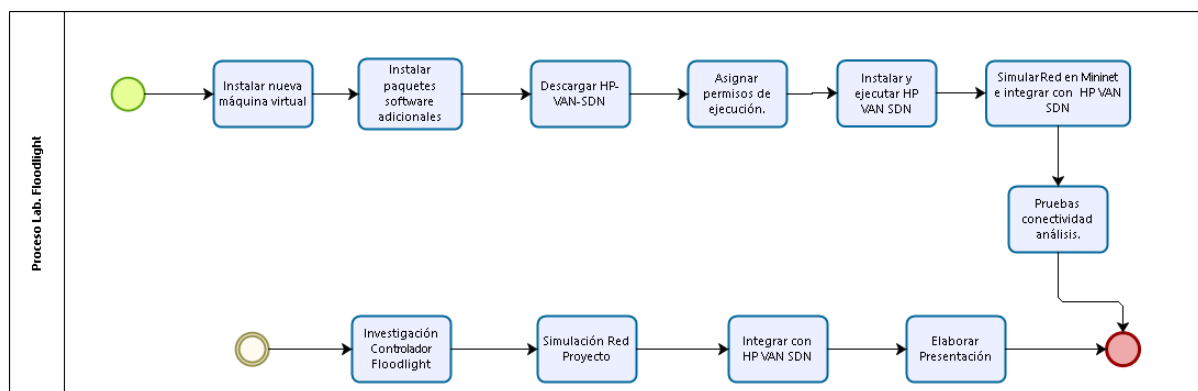 Proceso Lab. Floodlight
Instalar nueva
máquina virtual
Instalar
paquetes
software
adicionales
Descargar HP-
VAN-SDN
Asignar
permisos de
ejecución.
Instalar y
ejecutar HP
VAN SDN
Simular Red en Mininet
e integrar con HP VAN
SDN
Pruebas
conectividad
análisis.
Investigación
Controlador
Floodlight
Simulación Red
Proyecto
Integrar con
HP VAN SDN
Elaborar
Presentación